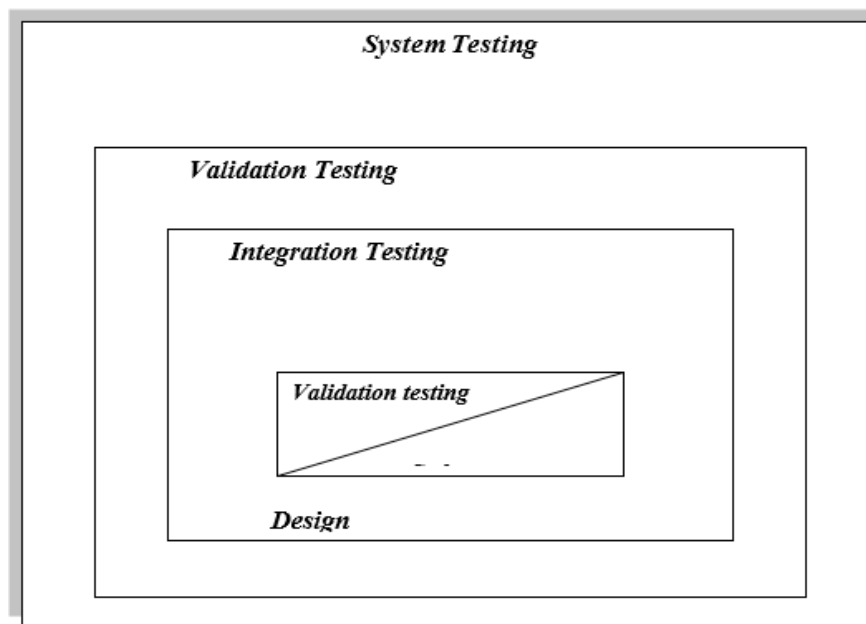 System Testing
Validation Testing
Integration Testing
Validation testing
Design